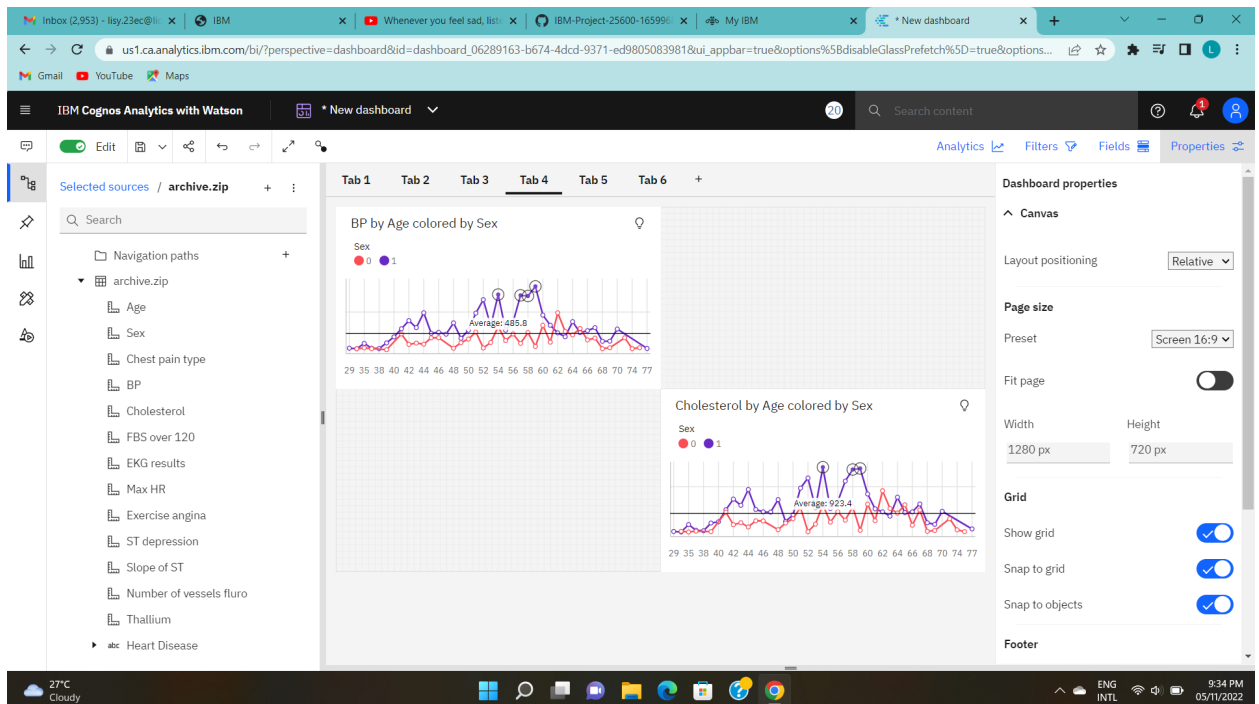 Inbox (2,953) - lisy.23ec@lic
IBM
Whenever you feel sad, liste
IBM-Project-25600-165996
My IBM
* New dashboard
us1.ca.analytics.ibm.com/bi/?perspective=dashboard&id=dashboard_06289163-b674-4dcd-9371-ed9805083981&ui_appbar=true&options%5BdisableGlassPrefetch%5D=true&options...
L
Gmail
YouTube
Maps
IBM Cognos Analytics with Watson
* New dashboard
20
Search content
1
Edit
Analytics
Filters
Fields
Properties
Selected sources / archive.zip
Search
Navigation paths
archive.zip
Age
Sex
Chest pain type
BP
Cholesterol
FBS over 120
EKG results
Max HR
Exercise angina
ST depression
Slope of ST
Number of vessels fluro
Thallium
abc Heart Disease
Tab 1 Tab 2 Tab 3 Tab 4 Tab 5 Tab 6 +
BP by Age colored by Sex
Sex
0 1
Average: 485.8
29 35 38 40 42 44 46 48 50 52 54 56 58 60 62 64 66 68 70 74 77
Cholesterol by Age colored by Sex
Sex
0 1
Average: 923.4
29 35 38 40 42 44 46 48 50 52 54 56 58 60 62 64 66 68 70 74 77
Dashboard properties
Canvas
Layout positioning
Relative
Page size
Preset
Screen 16:9
Fit page
Width Height
1280 px 720 px
Grid
Show grid
Snap to grid
Snap to objects
Footer
27°C
Cloudy
ENG
INTL
9:34 PM
05/11/2022